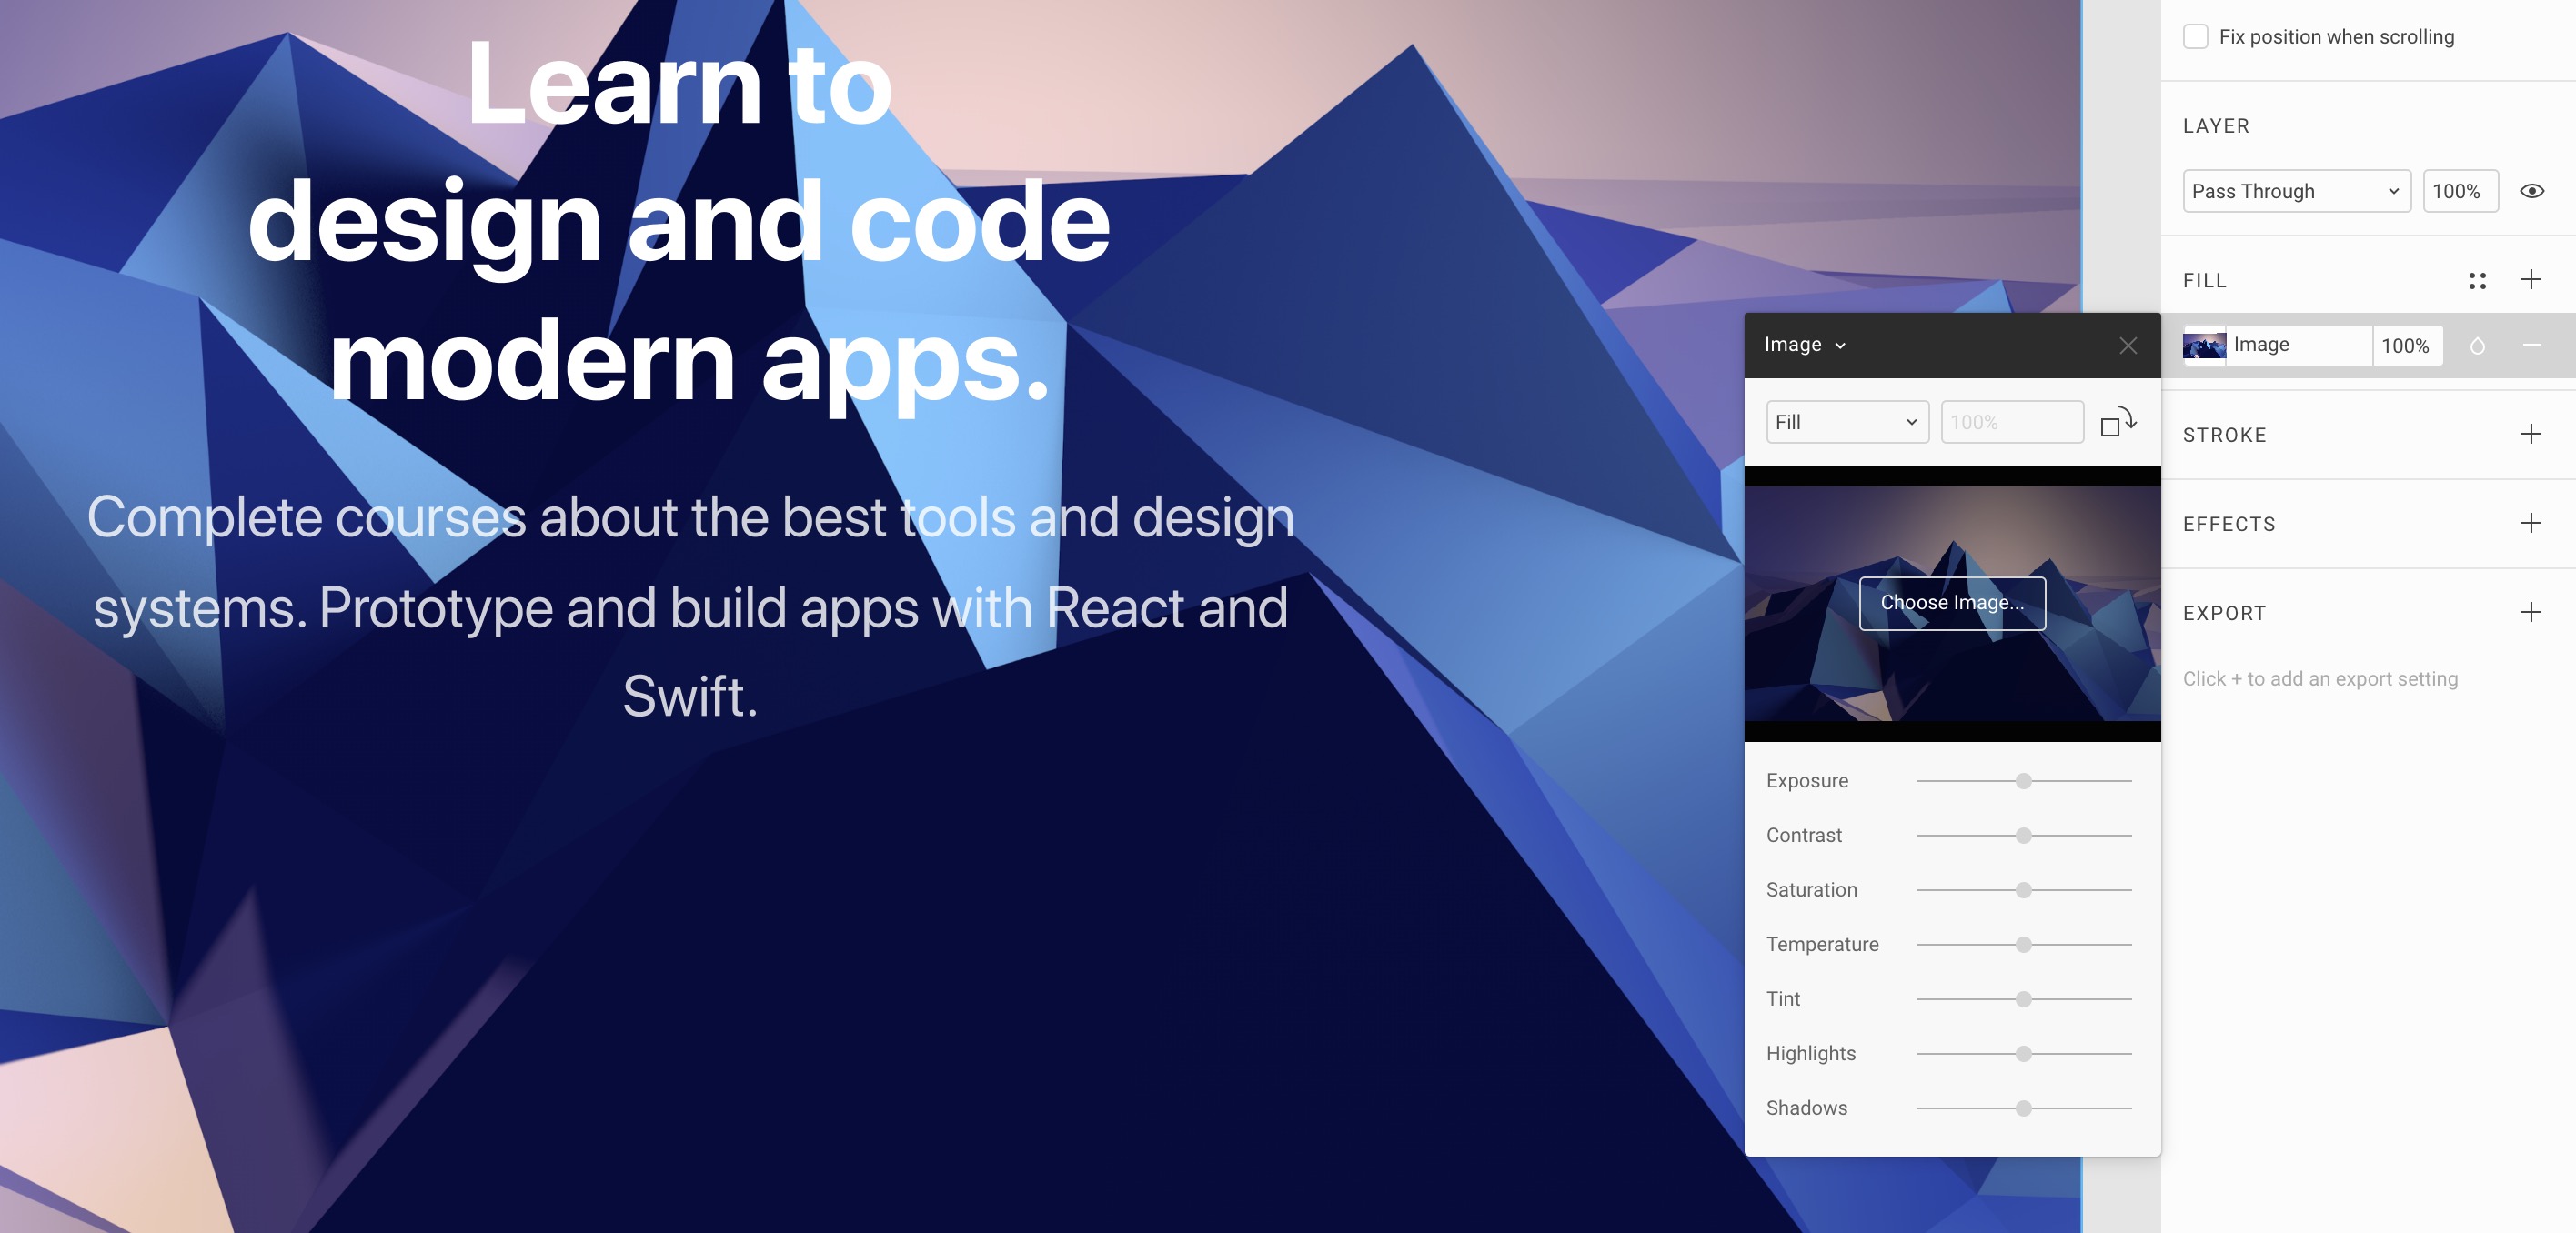 Learn to
design and code
modern apps.
Complete courses about the best tools and design
systems. Prototype and build apps with React and
Swift.
Fix position when scrolling
LAYER
Pass Through 100%
FILL
Image 100%
STROKE
EFFECTS
EXPORT
Click + to add an export setting
Image
Fill 100%
Choose Image...
Exposure
Contrast
Saturation
Temperature
Tint
Highlights
Shadows